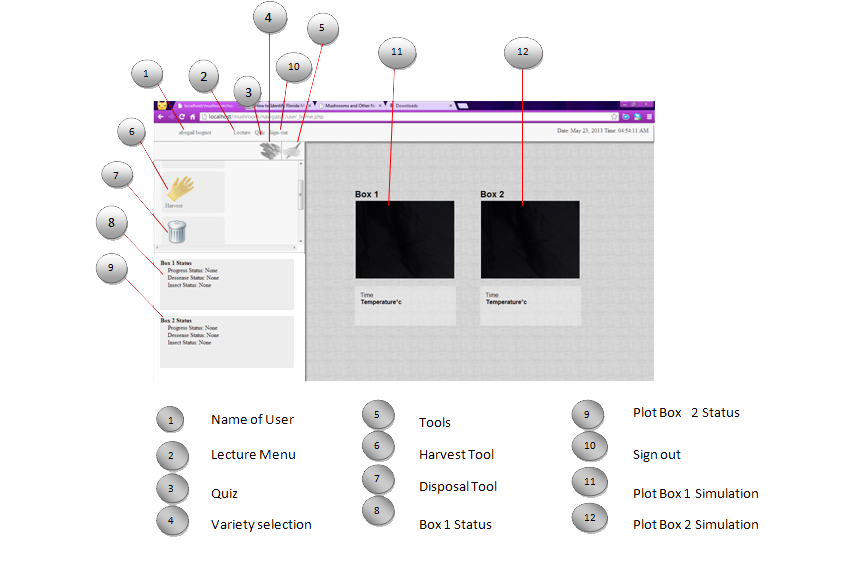 4
5
11
12
10
1
2
3
localhost/mushroom/na
How to Identify Florida M
Mushrooms and Other N
Downloads
localhost/mushroom/navigate/user_home.php
abegail bognot
Lecture
Quiz
Sign-out
Date: May 23, 2013 Time: 04:54:11 AM
6
7
Harvest
8
9
Box 1 Status
Progress Status: None
Desease Status: None
Insect Status: None
Box 2 Status
Progress Status: None
Desease Status: None
Insect Status: None
Box 1
Box 2
Time
Temperature°c
Time
Temperature°c
1 Name of User
2 Lecture Menu
3 Quiz
4 Variety selection
5 Tools
6 Harvest Tool
7 Disposal Tool
8 Box 1 Status
9 Plot Box 2 Status
10 Sign out
11 Plot Box 1 Simulation
12 Plot Box 2 Simulation